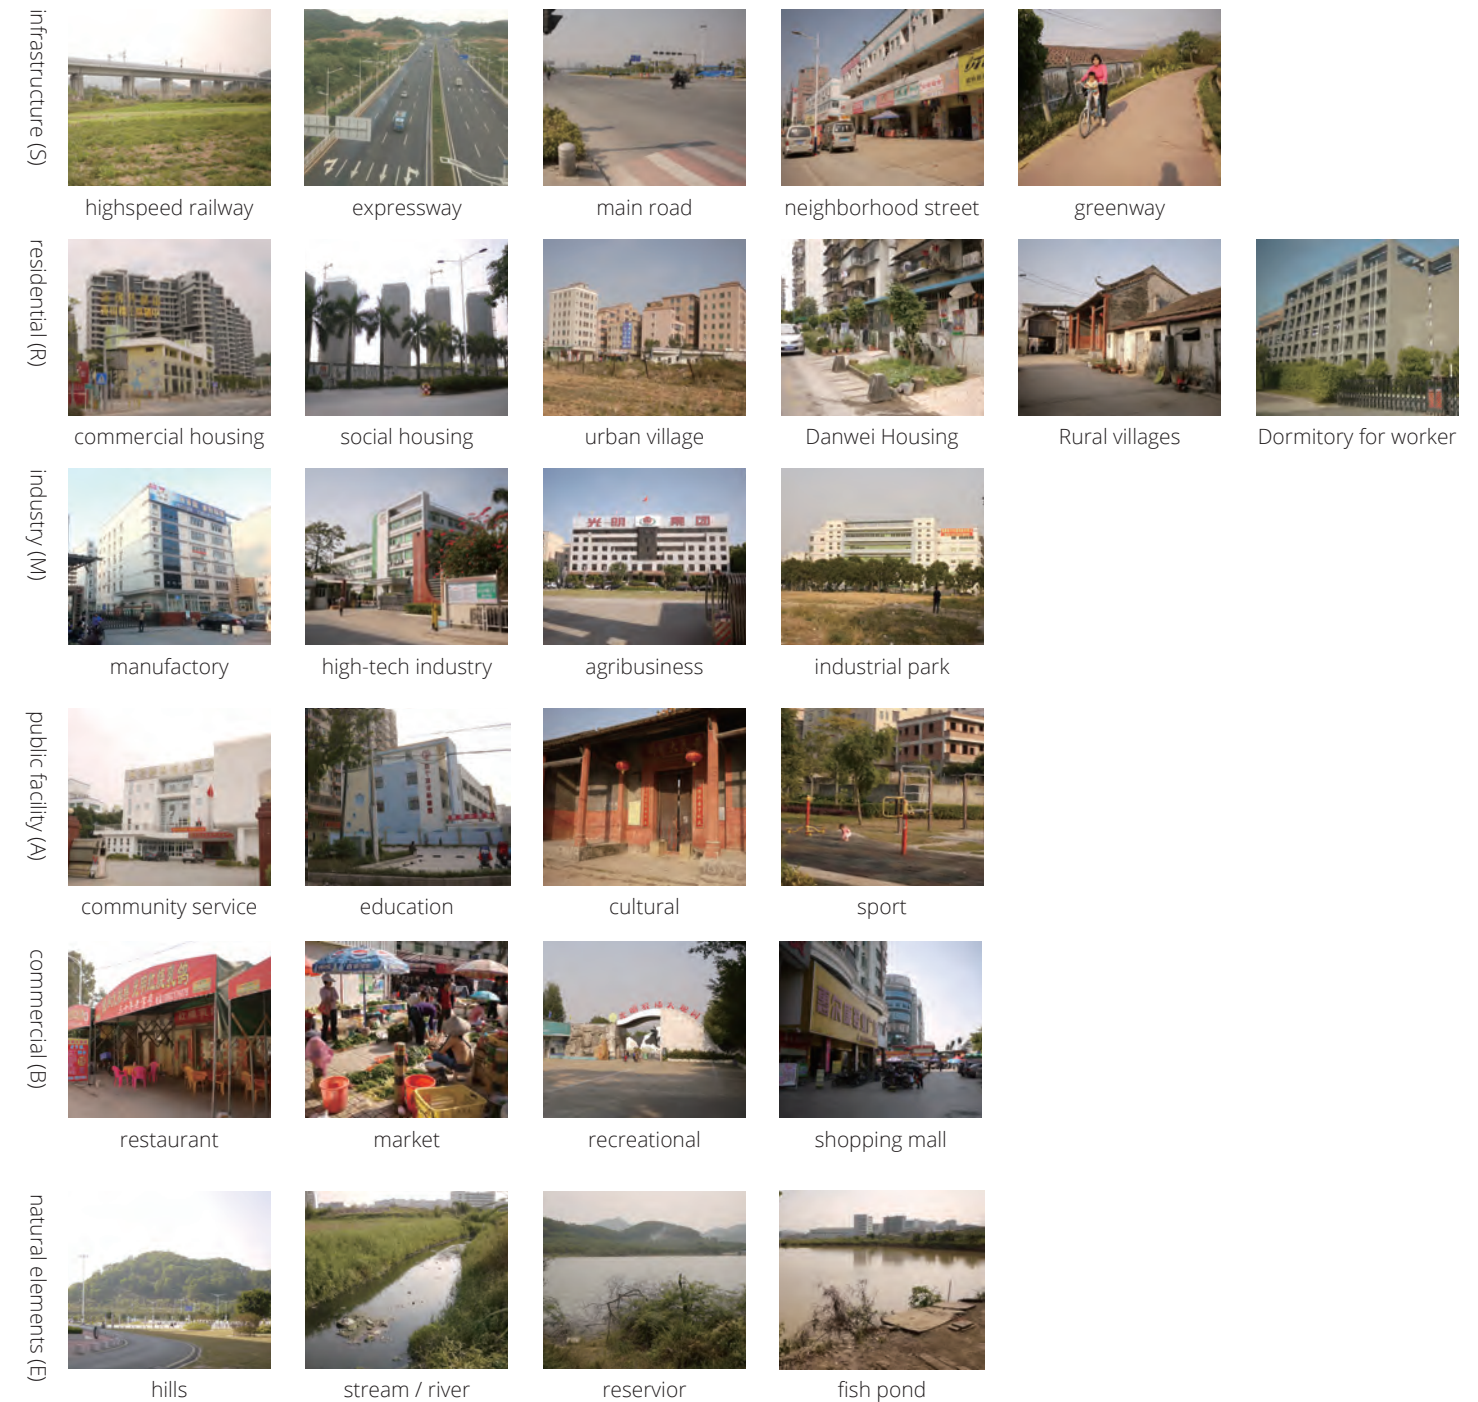 infrastructure (S)
highspeed railway
expressway
main road
neighborhood street
greenway
residential (R)
commercial housing
social housing
urban village
Danwei Housing
Rural villages
Dormitory for worker
industry (M)
光明 集团
manufactory
high-tech industry
agribusiness
industrial park
public facility (A)
community service
education
cultural
sport
commercial (B)
restaurant
market
recreational
shopping mall
natural elements (E)
hills
stream / river
reservior
fish pond